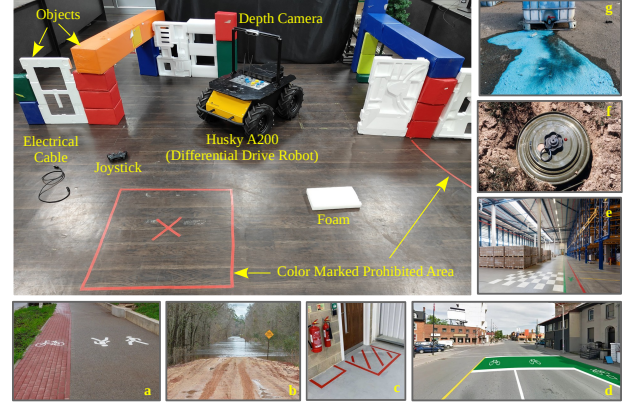 Objects
Depth Camera
Electrical
Cable
Joystick
Husky A200
(Differential Drive Robot)
Foam
Color Marked Prohibited Area
g
f
e
a
b
c
d